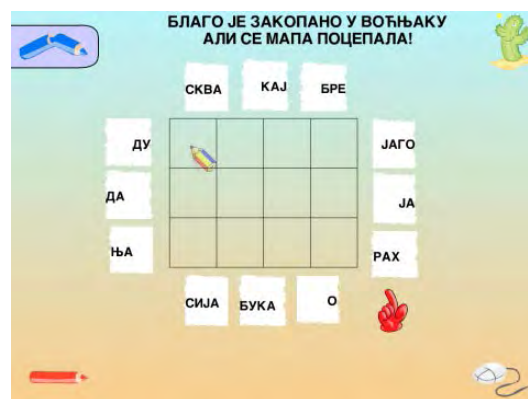 БЛАГО ЈЕ ЗАКОПАНО У ВОЋЊАКУ
АЛИ СЕ МАПА ПОЦЕПАЛА!
СКВА КАЈ БРЕ
ДУ ЈАГО
ДА ЈА
ЊА РАХ
СИЈА БУКА О